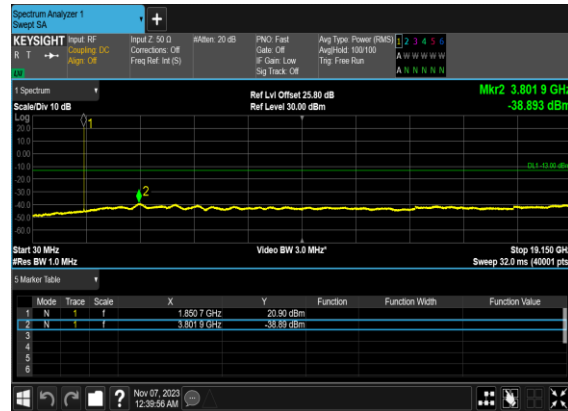 Spectrum Analyzer 1
Swept SA
KEYSIGHT Input: RF Input Z: 50 Ω #Atten: 20 dB PNO: Fast Avg Type: Power (RMS) 1 2 3 4 5 6
R T Coupling: DC Corrections: Off Gate: Off Avg|Hold: 100/100 A W W W W W
Align: Off Freq Ref: Int (S) IF Gain: Low Trig: Free Run
LW Sig Track: Off A N N N N N
1 Spectrum Ref Lvl Offset 25.80 dB Mkr2 3.801 9 GHz
Scale/Div 10 dB Ref Level 30.00 dBm -38.893 dBm
Log 1
20.0
10.0
0.00
-10.0 DL1 -13.00 dBm
-20.0
-30.0 2
-40.0
-50.0
-60.0
Start 30 MHz Video BW 3.0 MHz* Stop 19.150 GHz
#Res BW 1.0 MHz Sweep 32.0 ms (40001 pts
5 Marker Table
Mode Trace Scale X Y Function Function Width Function Value
1 N 1 f 1.850 7 GHz 20.90 dBm
2 N 1 f 3.801 9 GHz -38.89 dBm
3
4
5
6
? Nov 07, 2023
12:39:56 AM